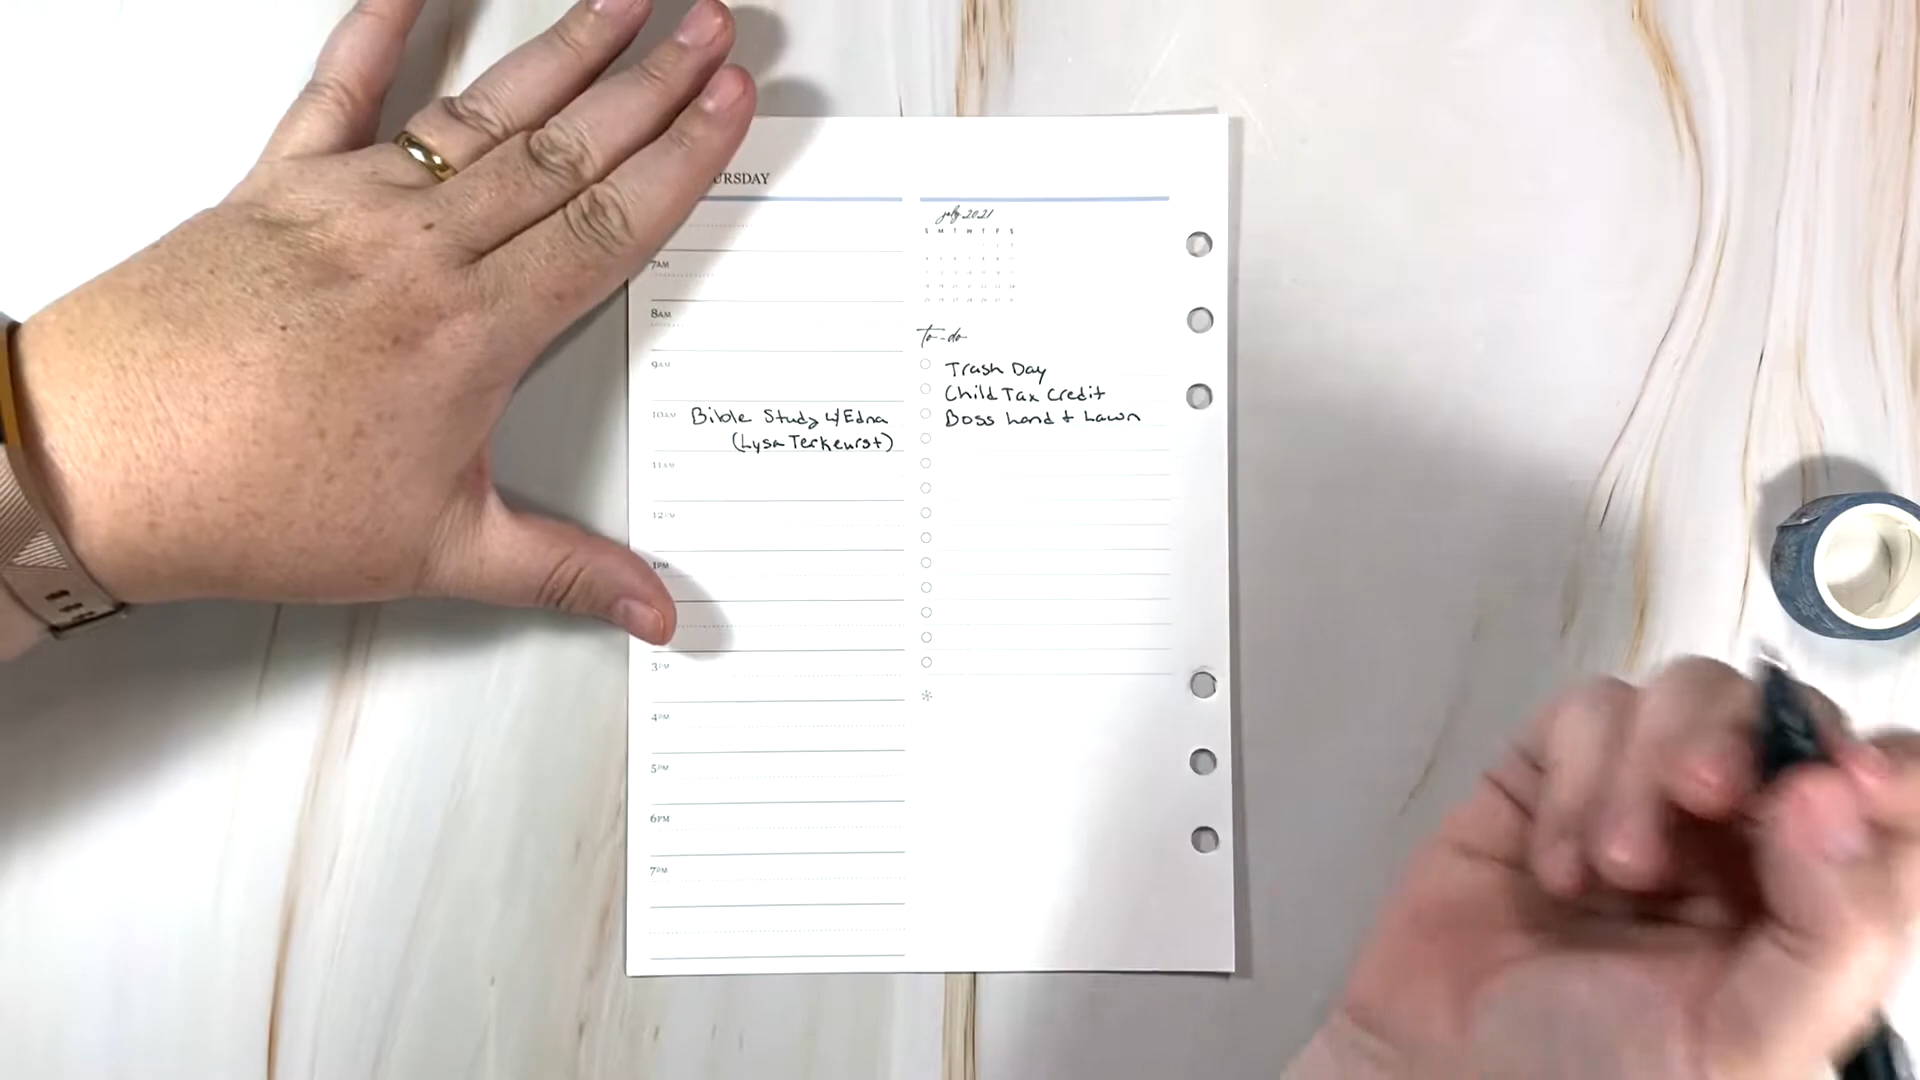 URSDAY
7AM
8AM
9AM
10AM Bible Study w/Edna
(Lysa Terkeurst)
11AM
12PM
1PM
3PM
4PM
5PM
6PM
7PM
july 2021
S M T W T F S
to-do
Trash Day
Child Tax Credit
Boss Land + Lawn
*